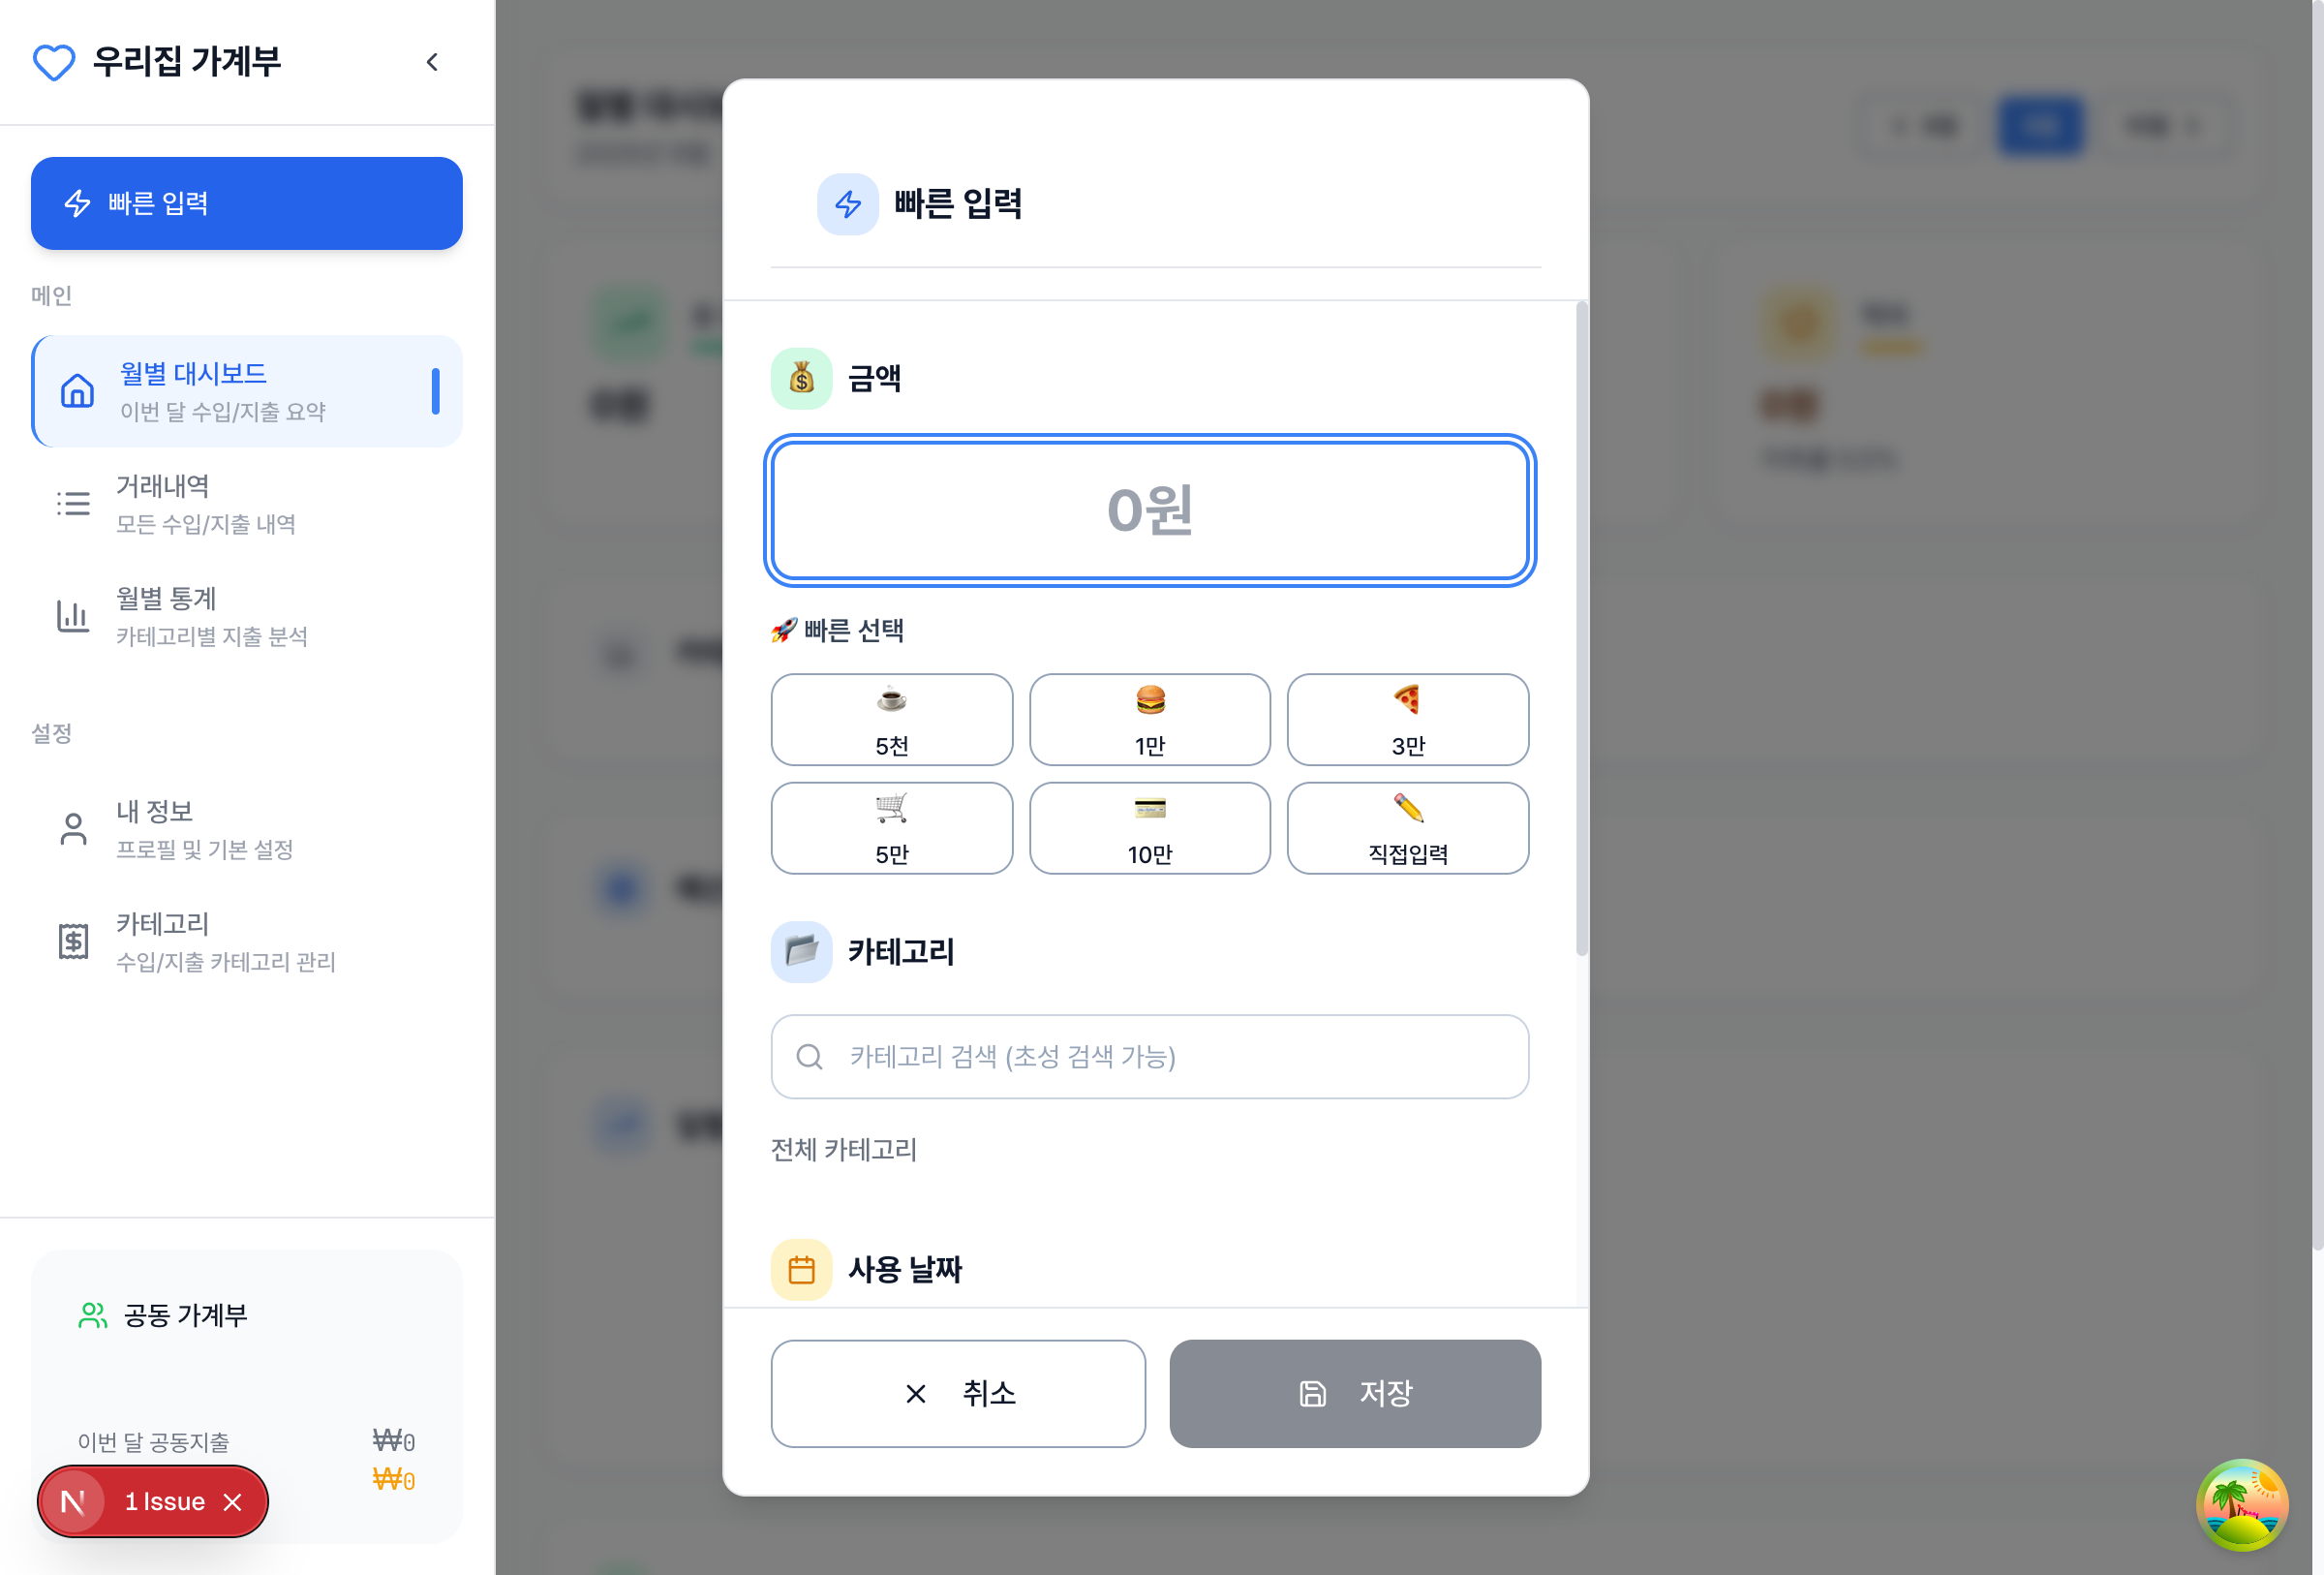 우리집 가계부
빠른 입력
메인
월별 대시보드
이번 달 수입/지출 요약
거래내역
모든 수입/지출 내역
월별 통계
카테고리별 지출 분석
설정
내 정보
프로필 및 기본 설정
카테고리
수입/지출 카테고리 관리
공동 가계부
이번 달 공동지출
₩0
₩0
N
1 Issue
빠른 입력
금액
0원
빠른 선택
5천
1만
3만
5만
10만
직접입력
카테고리
카테고리 검색 (초성 검색 가능)
전체 카테고리
사용 날짜
취소
저장